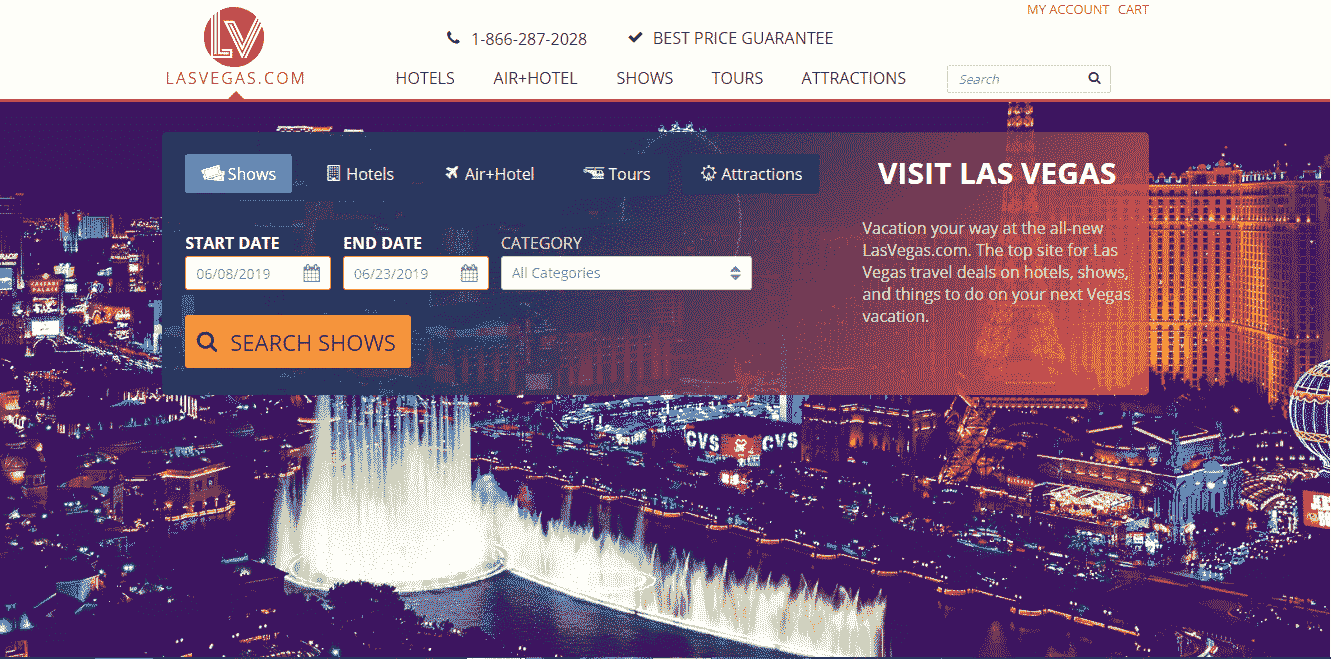 MY ACCOUNT CART
LV
1-866-287-2028 BEST PRICE GUARANTEE
LASVEGAS.COM
HOTELS AIR+HOTEL SHOWS TOURS ATTRACTIONS Search
Shows Hotels Air+Hotel Tours Attractions
VISIT LAS VEGAS
START DATE END DATE CATEGORY
06/08/2019 06/23/2019 All Categories
SEARCH SHOWS
Vacation your way at the all-new
LasVegas.com. The top site for Las
Vegas travel deals on hotels, shows,
and things to do on your next Vegas
vacation.
CAESARS
PALACE
CVS CVS